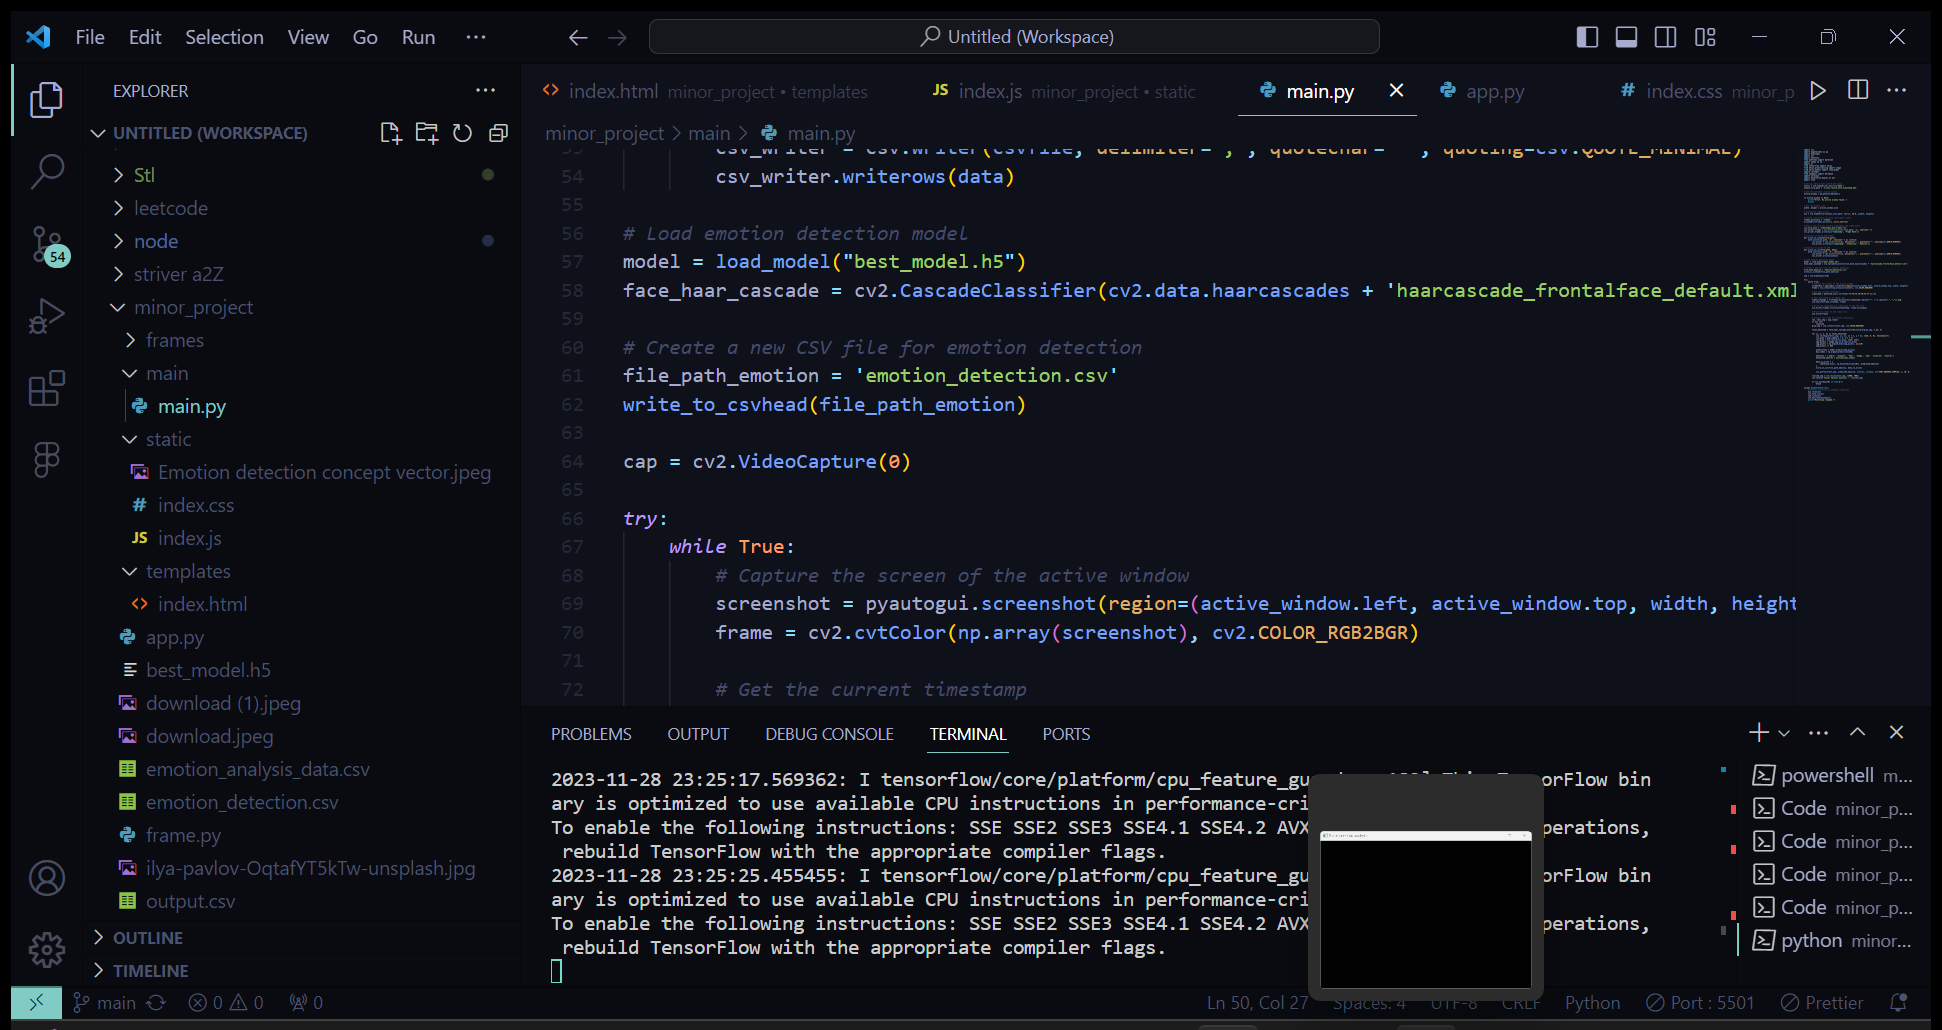 File Edit Selection View Go Run ···
Untitled (Workspace)
EXPLORER ···
UNTITLED (WORKSPACE)
Stl
leetcode
node
striver a2Z
minor_project
frames
main
main.py
static
Emotion detection concept vector.jpeg
# index.css
JS index.js
templates
<> index.html
app.py
best_model.h5
download (1).jpeg
download.jpeg
emotion_analysis_data.csv
emotion_detection.csv
frame.py
ilya-pavlov-OqtafYT5kTw-unsplash.jpg
output.csv
OUTLINE
TIMELINE
54
<> index.html minor_project • templates
JS index.js minor_project • static
main.py
app.py
# index.css minor_p
minor_project > main > main.py
53 csv_writer = csv.writer(csvfile, delimiter=',', quotechar= , quoting=csv.QUOTE_MINIMAL)
54 csv_writer.writerows(data)
55
56 # Load emotion detection model
57 model = load_model("best_model.h5")
58 face_haar_cascade = cv2.CascadeClassifier(cv2.data.haarcascades + 'haarcascade_frontalface_default.xml
59
60 # Create a new CSV file for emotion detection
61 file_path_emotion = 'emotion_detection.csv'
62 write_to_csvhead(file_path_emotion)
63
64 cap = cv2.VideoCapture(0)
65
66 try:
67 while True:
68 # Capture the screen of the active window
69 screenshot = pyautogui.screenshot(region=(active_window.left, active_window.top, width, height
70 frame = cv2.cvtColor(np.array(screenshot), cv2.COLOR_RGB2BGR)
71
72 # Get the current timestamp
PROBLEMS OUTPUT DEBUG CONSOLE TERMINAL PORTS
2023-11-28 23:25:17.569362: I tensorflow/core/platform/cpu_feature_gu TensorFlow bin
ary is optimized to use available CPU instructions in performance-cri
To enable the following instructions: SSE SSE2 SSE3 SSE4.1 SSE4.2 AVX perations,
rebuild TensorFlow with the appropriate compiler flags.
2023-11-28 23:25:25.455455: I tensorflow/core/platform/cpu_feature_gu orFlow bin
ary is optimized to use available CPU instructions in performance-cri
To enable the following instructions: SSE SSE2 SSE3 SSE4.1 SSE4.2 AVX perations,
rebuild TensorFlow with the appropriate compiler flags.
powershell m...
Code minor_p...
Code minor_p...
Code minor_p...
Code minor_p...
python minor...
main 0 0 0
Ln 50, Col 27 Spaces: 4 UTF-8 CRLF Python Port : 5501 Prettier